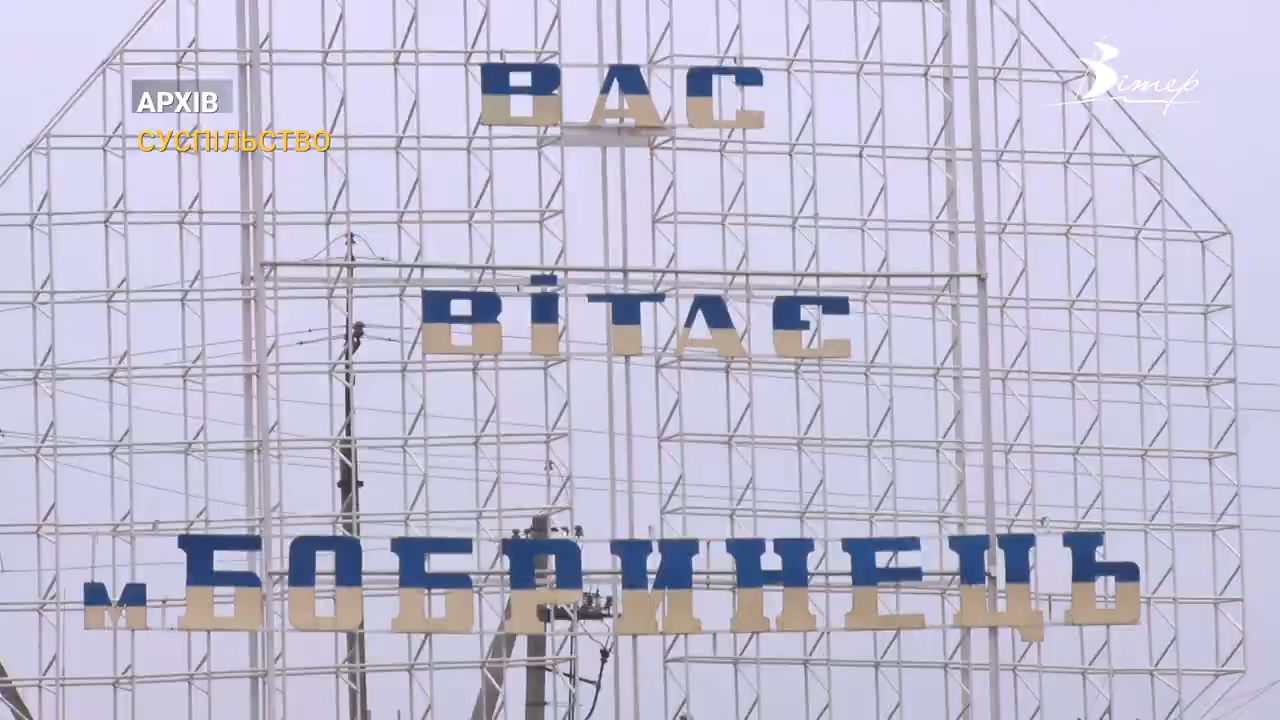 АРХІВ
СУСПІЛЬСТВО
Вітер
ВАС
ВІТАЄ
м БОБРИНЕЦЬ